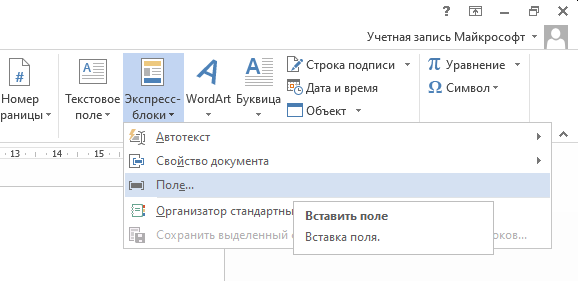 ?
Учетная запись Майкрософт
Номер
раницы
Текстовое
поле
Экспресс-
блоки
WordArt
Буквица
Строка подписи
Дата и время
Объект
π Уравнение
Ω Символ
Автотекст
13 14 15
Свойство документа
Поле...
Организатор стандартны
Вставить поле
Вставка поля.
Сохранить выделенный оков...